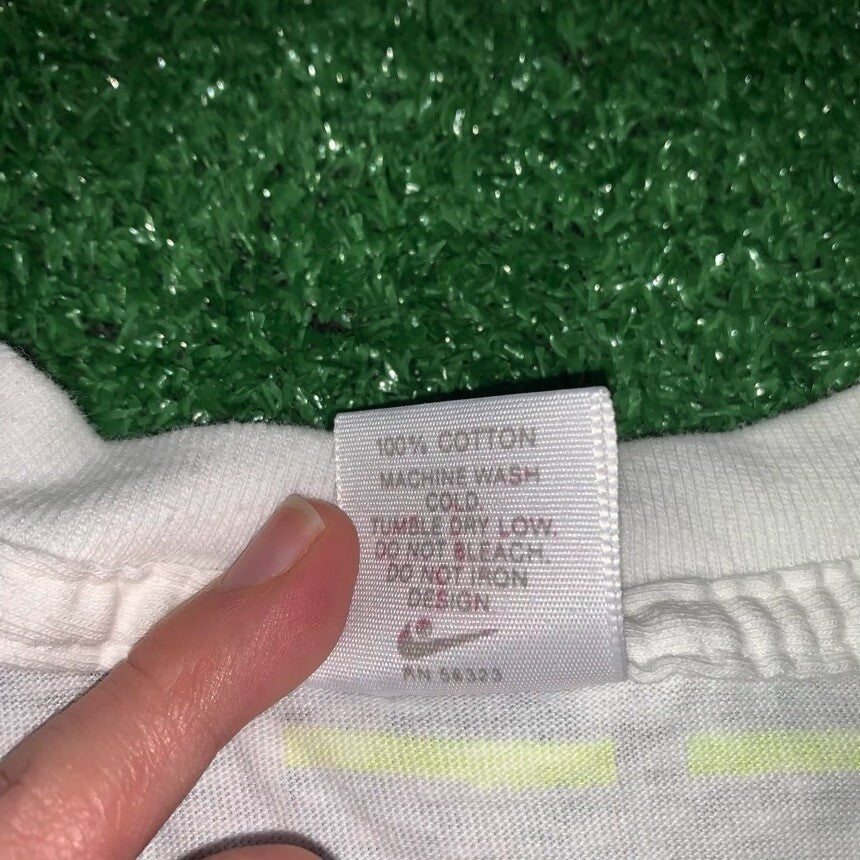 100% COTTON
MACHINE WASH
COLD.
TUMBLE DRY LOW.
DO NOT BLEACH.
DO NOT IRON
DESIGN
RN 56323